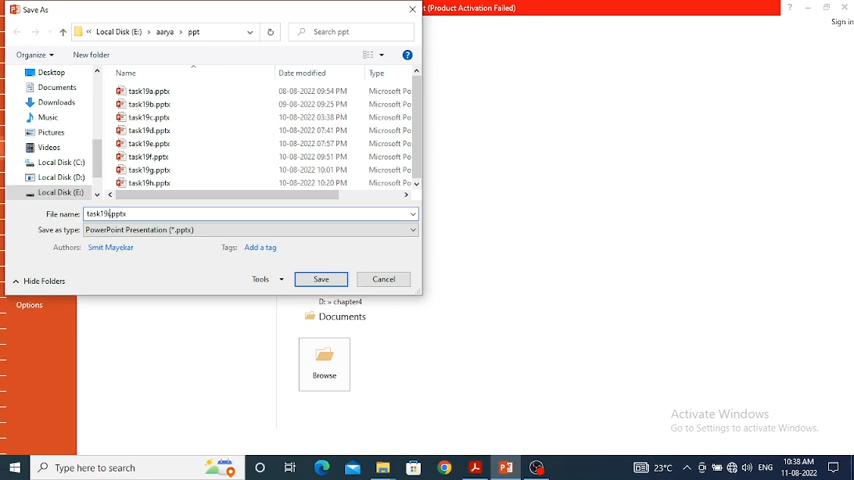 Save As
t (Product Activation Failed)
Sign in
« Local Disk (E:) › aarya › ppt
Search ppt
Organize
New folder
Desktop
Documents
Downloads
Music
Pictures
Videos
Local Disk (C:)
Local Disk (D:)
Local Disk (E:)
Name Date modified Type
task19a.pptx 08-08-2022 09:54 PM Microsoft Po
task19b.pptx 09-08-2022 09:25 PM Microsoft Po
task19c.pptx 10-08-2022 03:38 PM Microsoft Po
task19d.pptx 10-08-2022 07:41 PM Microsoft Po
task19e.pptx 10-08-2022 07:57 PM Microsoft Po
task19f.pptx 10-08-2022 09:51 PM Microsoft Po
task19g.pptx 10-08-2022 10:01 PM Microsoft Po
task19h.pptx 10-08-2022 10:20 PM Microsoft Po
File name:
Save as type: PowerPoint Presentation (*.pptx)
Authors: Smit Mayekar Tags: Add a tag
Hide Folders
Tools Save Cancel
Options
D: » chapter4
Documents
Browse
Activate Windows
Go to Settings to activate Windows.
Type here to search
23°C
ENG
10:38 AM
11-08-2022